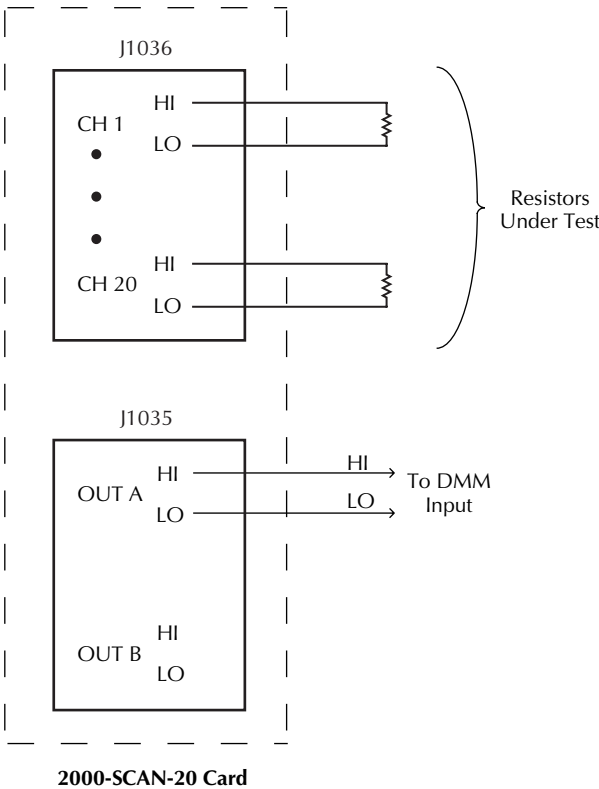 J1036
HI
CH 1
LO
HI
CH 20
LO
Resistors
Under Test
J1035
HI
OUT A
LO
HI
LO
To DMM
Input
HI
OUT B
LO
2000-SCAN-20 Card